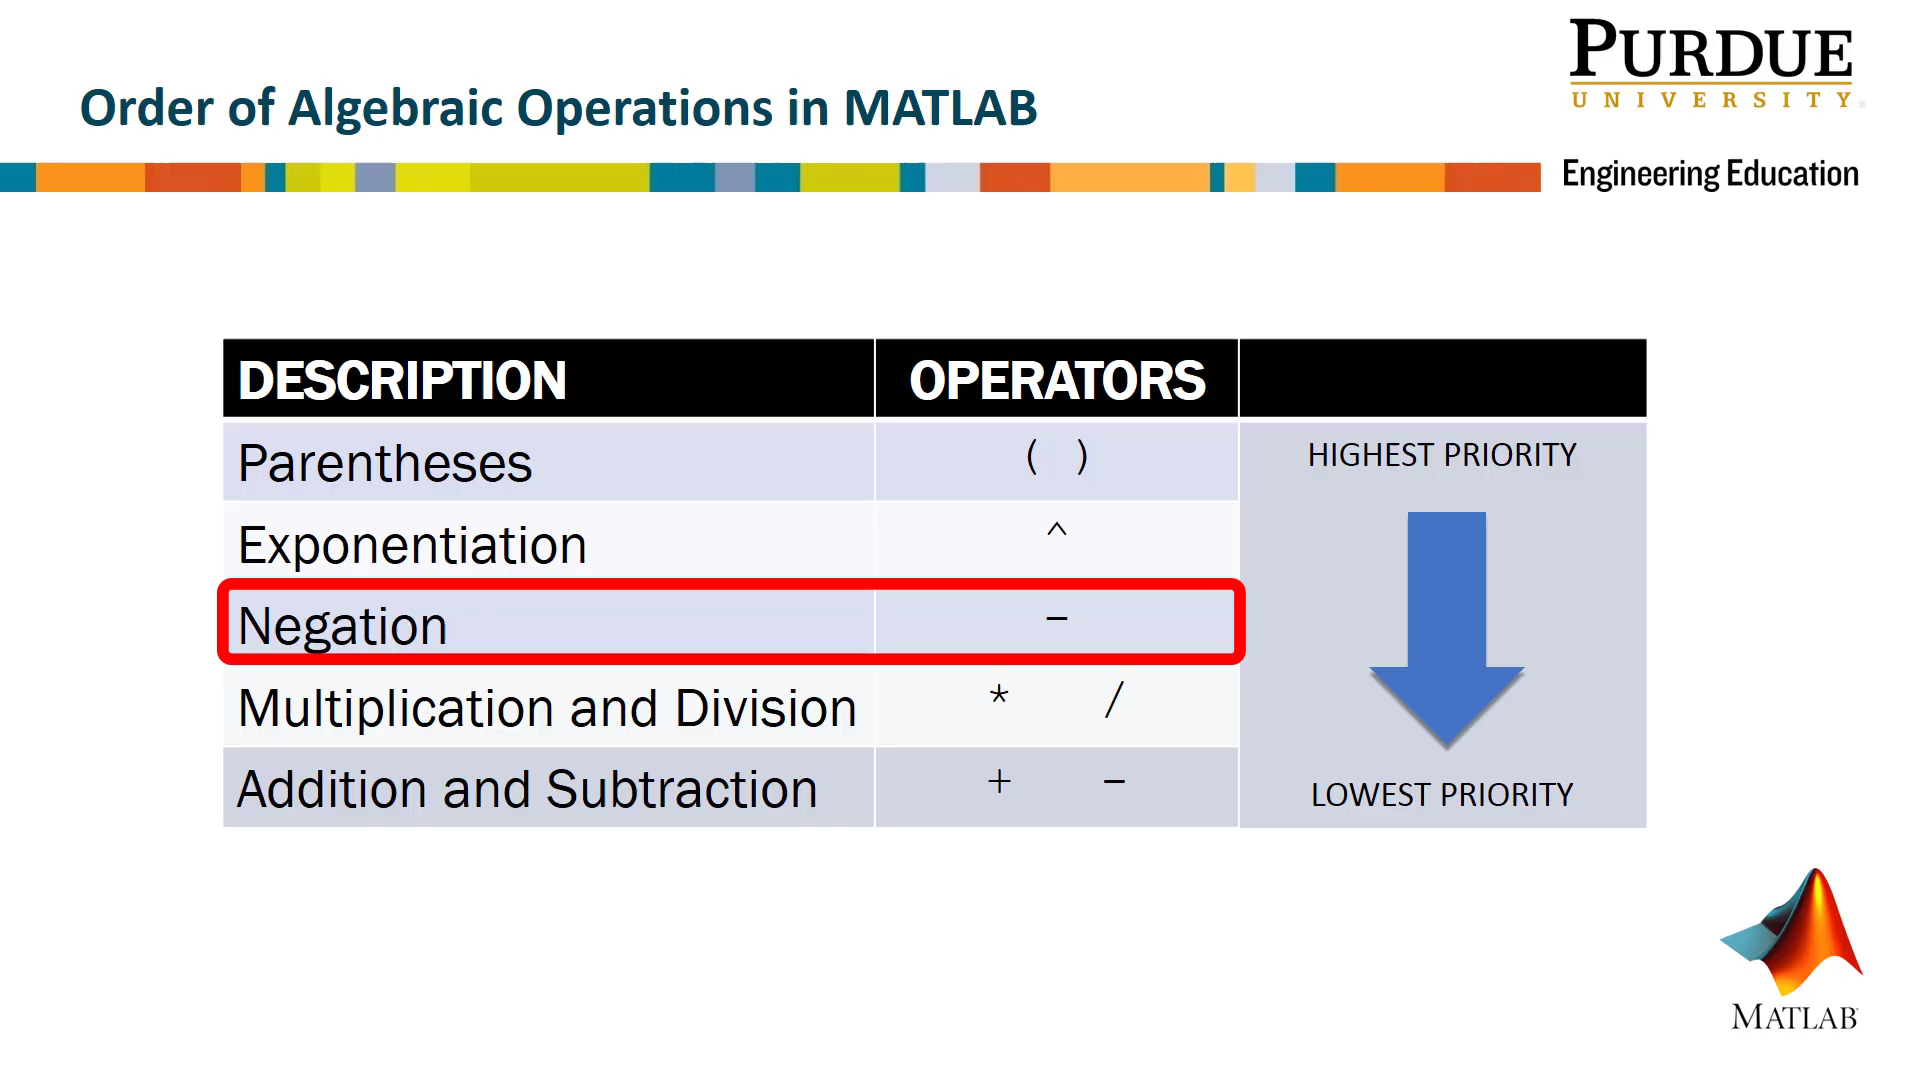 PURDUE
UNIVERSITY
Order of Algebraic Operations in MATLAB
Engineering Education
DESCRIPTION OPERATORS
Parentheses ( ) HIGHEST PRIORITY
Exponentiation ^
Negation -
Multiplication and Division * /
Addition and Subtraction + - LOWEST PRIORITY
MATLAB